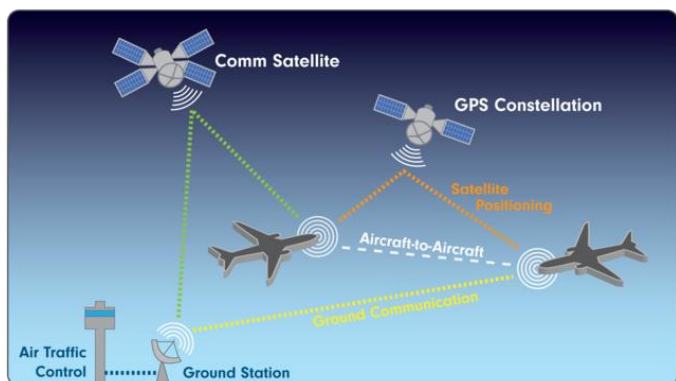 Comm Satellite
GPS Constellation
Satellite
Positioning
Aircraft-to-Aircraft
Ground Communication
Air Traffic
Control
Ground Station